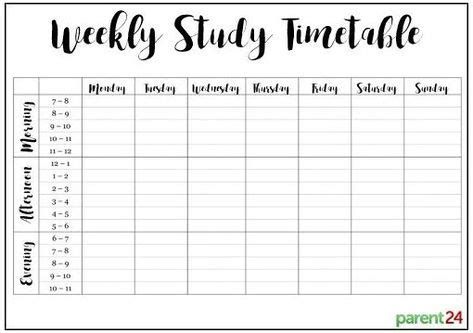 Weekly Study Timetable
Monday Tuesday Wednesday Thursday Friday Saturday Sunday
Morning
7 – 8
8 – 9
9 – 10
10 – 11
11 – 12
Afternoon
12 – 1
1 – 2
2 – 3
3 – 4
4 – 5
5 – 6
Evening
6 – 7
7 – 8
8 – 9
9 – 10
10 – 11
parent24